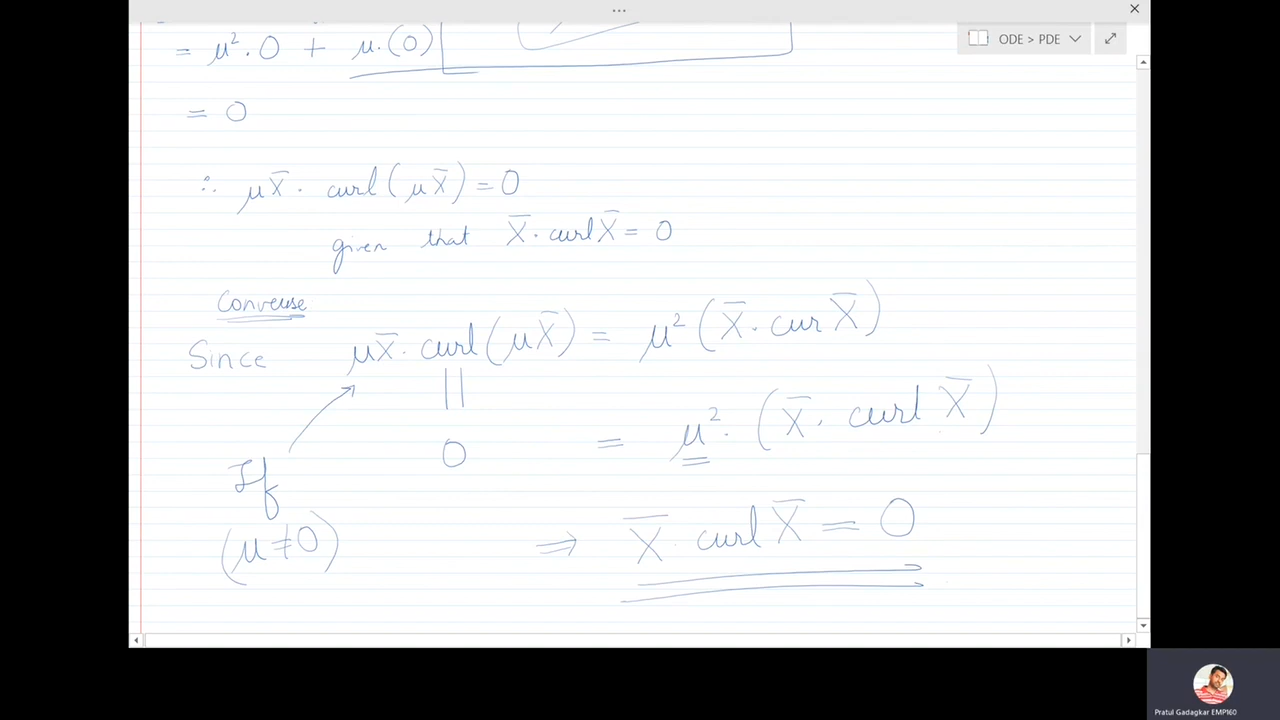 ODE > PDE
= μ² · 0 + μ · (0)
= 0
∴ μX̄ · curl (μX̄) = 0
given that X̄ · curl X̄ = 0
Converse
Since μX̄ · curl (μX̄) = μ² (X̄ · cur X̄)
||
0 = μ² · (X̄ · curl X̄)
If
(μ ≠ 0) ⇒ X̄ · curl X̄ = 0
Pratul Gadagkar EMP160